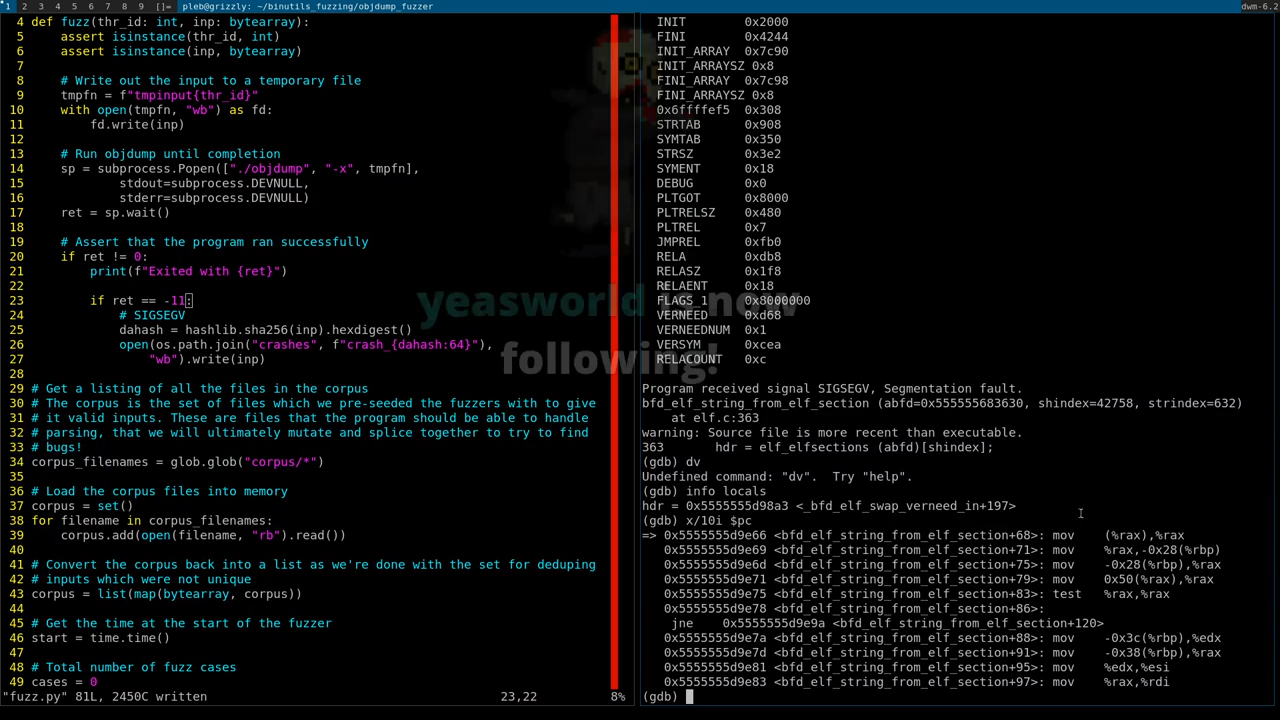 1 2 3 4 5 6 7 8 9 []= pleb@grizzly: ~/binutils_fuzzing/objdump_fuzzer dwm-6.2
4 def fuzz(thr_id: int, inp: bytearray):
5     assert isinstance(thr_id, int)
6     assert isinstance(inp, bytearray)
7
8     # Write out the input to a temporary file
9     tmpfn = f"tmpinput{thr_id}"
10     with open(tmpfn, "wb") as fd:
11         fd.write(inp)
12
13     # Run objdump until completion
14     sp = subprocess.Popen(["./objdump", "-x", tmpfn],
15             stdout=subprocess.DEVNULL,
16             stderr=subprocess.DEVNULL)
17     ret = sp.wait()
18
19     # Assert that the program ran successfully
20     if ret != 0:
21         print(f"Exited with {ret}")
22
23         if ret == -11:
24             # SIGSEGV
25             dahash = hashlib.sha256(inp).hexdigest()
26             open(os.path.join("crashes", f"crash_{dahash:64}"),
27                 "wb").write(inp)
28
29 # Get a listing of all the files in the corpus
30 # The corpus is the set of files which we pre-seeded the fuzzers with to give
31 # it valid inputs. These are files that the program should be able to handle
32 # parsing, that we will ultimately mutate and splice together to try to find
33 # bugs!
34 corpus_filenames = glob.glob("corpus/*")
35
36 # Load the corpus files into memory
37 corpus = set()
38 for filename in corpus_filenames:
39     corpus.add(open(filename, "rb").read())
40
41 # Convert the corpus back into a list as we're done with the set for deduping
42 # inputs which were not unique
43 corpus = list(map(bytearray, corpus))
44
45 # Get the time at the start of the fuzzer
46 start = time.time()
47
48 # Total number of fuzz cases
49 cases = 0
"fuzz.py" 81L, 2450C written 23,22 8%
yeasworld is now
following!
INIT 0x2000
FINI 0x4244
INIT_ARRAY 0x7c90
INIT_ARRAYSZ 0x8
FINI_ARRAY 0x7c98
FINI_ARRAYSZ 0x8
0x6ffffef5 0x308
STRTAB 0x908
SYMTAB 0x350
STRSZ 0x3e2
SYMENT 0x18
DEBUG 0x0
PLTGOT 0x8000
PLTRELSZ 0x480
PLTREL 0x7
JMPREL 0xfb0
RELA 0xdb8
RELASZ 0x1f8
RELAENT 0x18
FLAGS_1 0x8000000
VERNEED 0xd68
VERNEEDNUM 0x1
VERSYM 0xcea
RELACOUNT 0xc
Program received signal SIGSEGV, Segmentation fault.
bfd_elf_string_from_elf_section (abfd=0x555555683630, shindex=42758, strindex=632)
at elf.c:363
warning: Source file is more recent than executable.
363 hdr = elf_elfsections (abfd)[shindex];
(gdb) dv
Undefined command: "dv".  Try "help".
(gdb) info locals
hdr = 0x5555555d98a3 <_bfd_elf_swap_verneed_in+197>
(gdb) x/10i $pc
=> 0x5555555d9e66 <bfd_elf_string_from_elf_section+68>: mov (%rax),%rax
0x5555555d9e69 <bfd_elf_string_from_elf_section+71>: mov %rax,-0x28(%rbp)
0x5555555d9e6d <bfd_elf_string_from_elf_section+75>: mov -0x28(%rbp),%rax
0x5555555d9e71 <bfd_elf_string_from_elf_section+79>: mov 0x50(%rax),%rax
0x5555555d9e75 <bfd_elf_string_from_elf_section+83>: test %rax,%rax
0x5555555d9e78 <bfd_elf_string_from_elf_section+86>:
jne 0x5555555d9e9a <bfd_elf_string_from_elf_section+120>
0x5555555d9e7a <bfd_elf_string_from_elf_section+88>: mov -0x3c(%rbp),%edx
0x5555555d9e7d <bfd_elf_string_from_elf_section+91>: mov -0x38(%rbp),%rax
0x5555555d9e81 <bfd_elf_string_from_elf_section+95>: mov %edx,%esi
0x5555555d9e83 <bfd_elf_string_from_elf_section+97>: mov %rax,%rdi
(gdb)